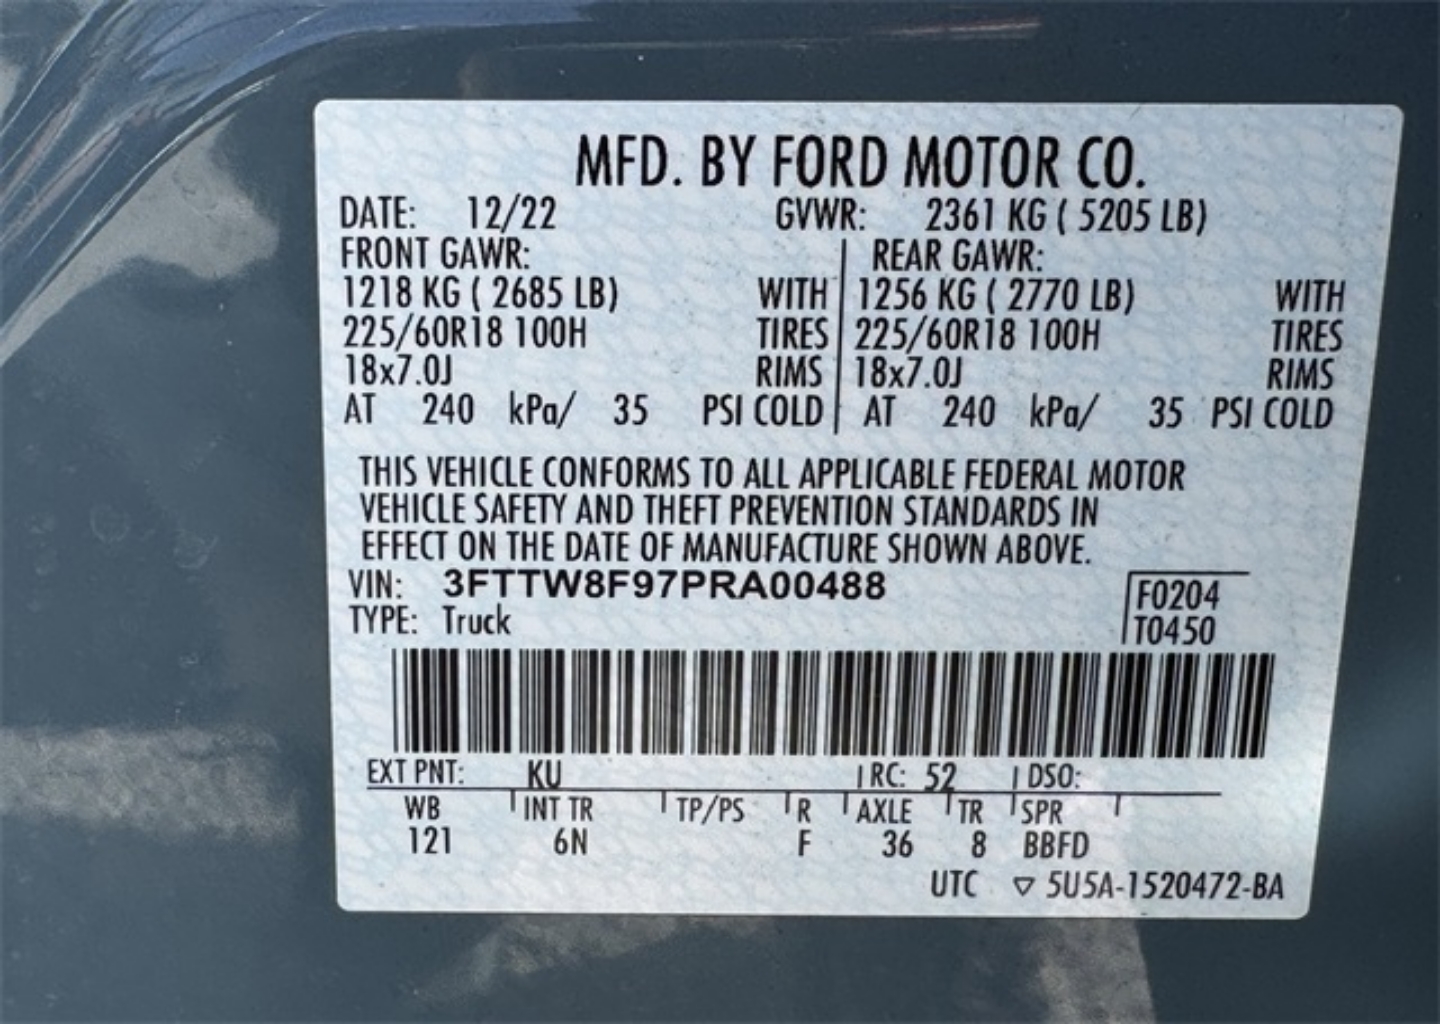 MFD. BY FORD MOTOR CO.
DATE: 12/22 GVWR: 2361 KG ( 5205 LB)
FRONT GAWR: REAR GAWR:
1218 KG ( 2685 LB) WITH 1256 KG ( 2770 LB) WITH
225/60R18 100H TIRES 225/60R18 100H TIRES
18x7.0J RIMS 18x7.0J RIMS
AT 240 kPa/ 35 PSI COLD AT 240 kPa/ 35 PSI COLD
THIS VEHICLE CONFORMS TO ALL APPLICABLE FEDERAL MOTOR
VEHICLE SAFETY AND THEFT PREVENTION STANDARDS IN
EFFECT ON THE DATE OF MANUFACTURE SHOWN ABOVE.
VIN: 3FTTW8F97PRA00488 F0204
TYPE: Truck T0450
EXT PNT: KU RC: 52 DSO:
WB INT TR TP/PS R AXLE TR SPR
121 6N F 36 8 BBFD
UTC ▽ 5U5A-1520472-BA